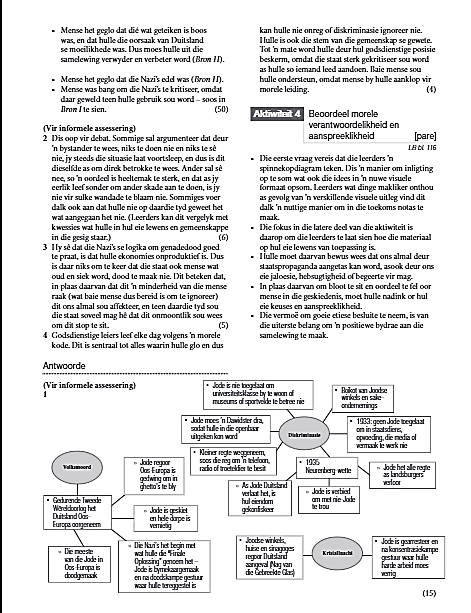 • Mense het geglo dat dié wat geteiken is boos
was, en dat hulle die oorsaak van Duitsland
se moeilikhede was. Dus moes hulle uit die
samelewing verwyder en verbeter word (Bron H).
• Mense het geglo dat die Nazi's edel was (Bron H).
• Mense was bang om die Nazi's te kritiseer, omdat
daar geweld teen hulle gebruik sou word – soos in
Bron I te sien. (50)
(Vir informele assessering)
2 Dis oop vir debat. Sommige sal argumenteer dat deur
'n bystander te wees, niks te doen nie en niks te sê
nie, jy steeds die situasie laat voortsleep, en dus is dit
dieselfde as om direk betrokke te wees. Ander sal sê
nee, so 'n oordeel is heeltemaal te streng, en dat as jy
eerlik leef sonder om ander skade aan te doen, is jy
nie vir sulke wandade te blaam nie. Sommiges voer
dalk ook aan dat hulle nie op daardie tyd geweet het
wat aangegaan het nie. (Leerders kan dit vergelyk met
kwessies wat hulle in hul eie lewens en gemeenskappe
in die gesig staar.) (6)
3 Hy sê dat die Nazi's se logika om genadedood goed
te praat, is dat hulle ekonomies onproduktief is. Dus
is daar niks om te keer dat die staat ook mense wat
oud en siek word, dood te maak nie. Dit beteken dat,
in plaas daarvan dat dit 'n minderheid van die mense
raak (wat baie mense dus bereid is om te ignoreer)
dit ons almal sou affekteer, en teen daardie tyd sou
die staat soveel mag hê dat dit onmoontlik sou wees
om dit stop te sit. (5)
4 Godsdienstige leiers leef elke dag volgens 'n morele
kode. Dit is sentraal tot alles waarin hulle glo en dus
kan hulle nie onreg of diskriminasie ignoreer nie.
Hulle is ook die stem van die gemeenskap se gewete.
Tot 'n mate word hulle deur hul godsdienstige posisie
beskerm, omdat die staat sterk gekritiseer sou word
as hulle so iemand leed aandoen. Baie mense sou
hulle ondersteun, omdat mense by hulle aanklop vir
morele leiding. (4)
Aktiwiteit 4 Beoordeel morele
verantwoordelikheid en
aanspreeklikheid [pare]
LB bl. 116
• Die eerste vraag vereis dat die leerders 'n
spinnekopdiagram teken. Dis 'n manier om inligting
op te som wat ook die idees in 'n nuwe visuele
formaat opsom. Leerders wat dinge makliker onthou
as gevolg van 'n verskillende visuele uitleg vind dit
dalk 'n nuttige manier om in die toekoms notas te
maak.
• Die fokus in die latere deel van die aktiwiteit is
daarop om die leerders te laat sien hoe die materiaal
op hul eie lewens van toepassing is.
• Hulle moet daarvan bewus wees dat ons almal deur
staatspropaganda aangetas kan word, asook deur ons
eie jaloesie, hebsugtigheid of begeerte vir mag.
• In plaas daarvan om bloot te sit en oordeel te fel oor
mense in die geskiedenis, moet hulle nadink or hul
eie keuses en aanspreeklikheid.
• Die vermoë om goeie etiese besluite te neem, is van
die uiterste belang om 'n positiewe bydrae aan die
samelewing te maak.
Antwoorde
(Vir informele assessering)
1
• Jode is nie toegelaat om
universiteitsklasse by te woon of
museums of sportvelde te betree nie
• Boikot van Joodse
winkels en sake-
ondernemings
• Jode moes 'n Dawidster dra,
sodat hulle in die openbaar
uitgeken kon word
Diskriminasie
• 1933: geen Jode toegelaat
om in staatsdiens,
opvoeding, die media of
vermaak te werk nie
• Kleiner regte weggeneem,
soos die reg om 'n telefoon,
radio of troeteldier te besit
• 1935
Neurenberg-wette
» Jode het alle regte
as landsburgers
verloor
» As Jode Duitsland
verlaat het, is
hul eiendom
gekonfiskeer
» Jode is verbied
om met nie Jode
te trou
Volksmoord
» Jode regoor
Oos-Europa is
gedwing om in
ghetto's te bly
• Gedurende Tweede
Wêreldoorlog het
Duitsland Oos-
Europa oorgeneem
» Jode is geskiet
en hele dorpe is
vernietig
» Die meeste
van die Jode in
Oos-Europa is
doodgemaak
» Die Nazi's het begin met
wat hulle die "Finale
Oplossing" genoem het –
Jode is bymekaargemaak
en na doodskampe gestuur
waar hulle tereggestel is
• Joodse winkels,
huise en sinagoges
regoor Duitsland
aangeval (Nag van
die Gebreekte Glas)
Kristallnacht
• Jode is gearresteer en
na konsentrasiekampe
gestuur waar hulle
harde arbeid moes
verrig
(15)